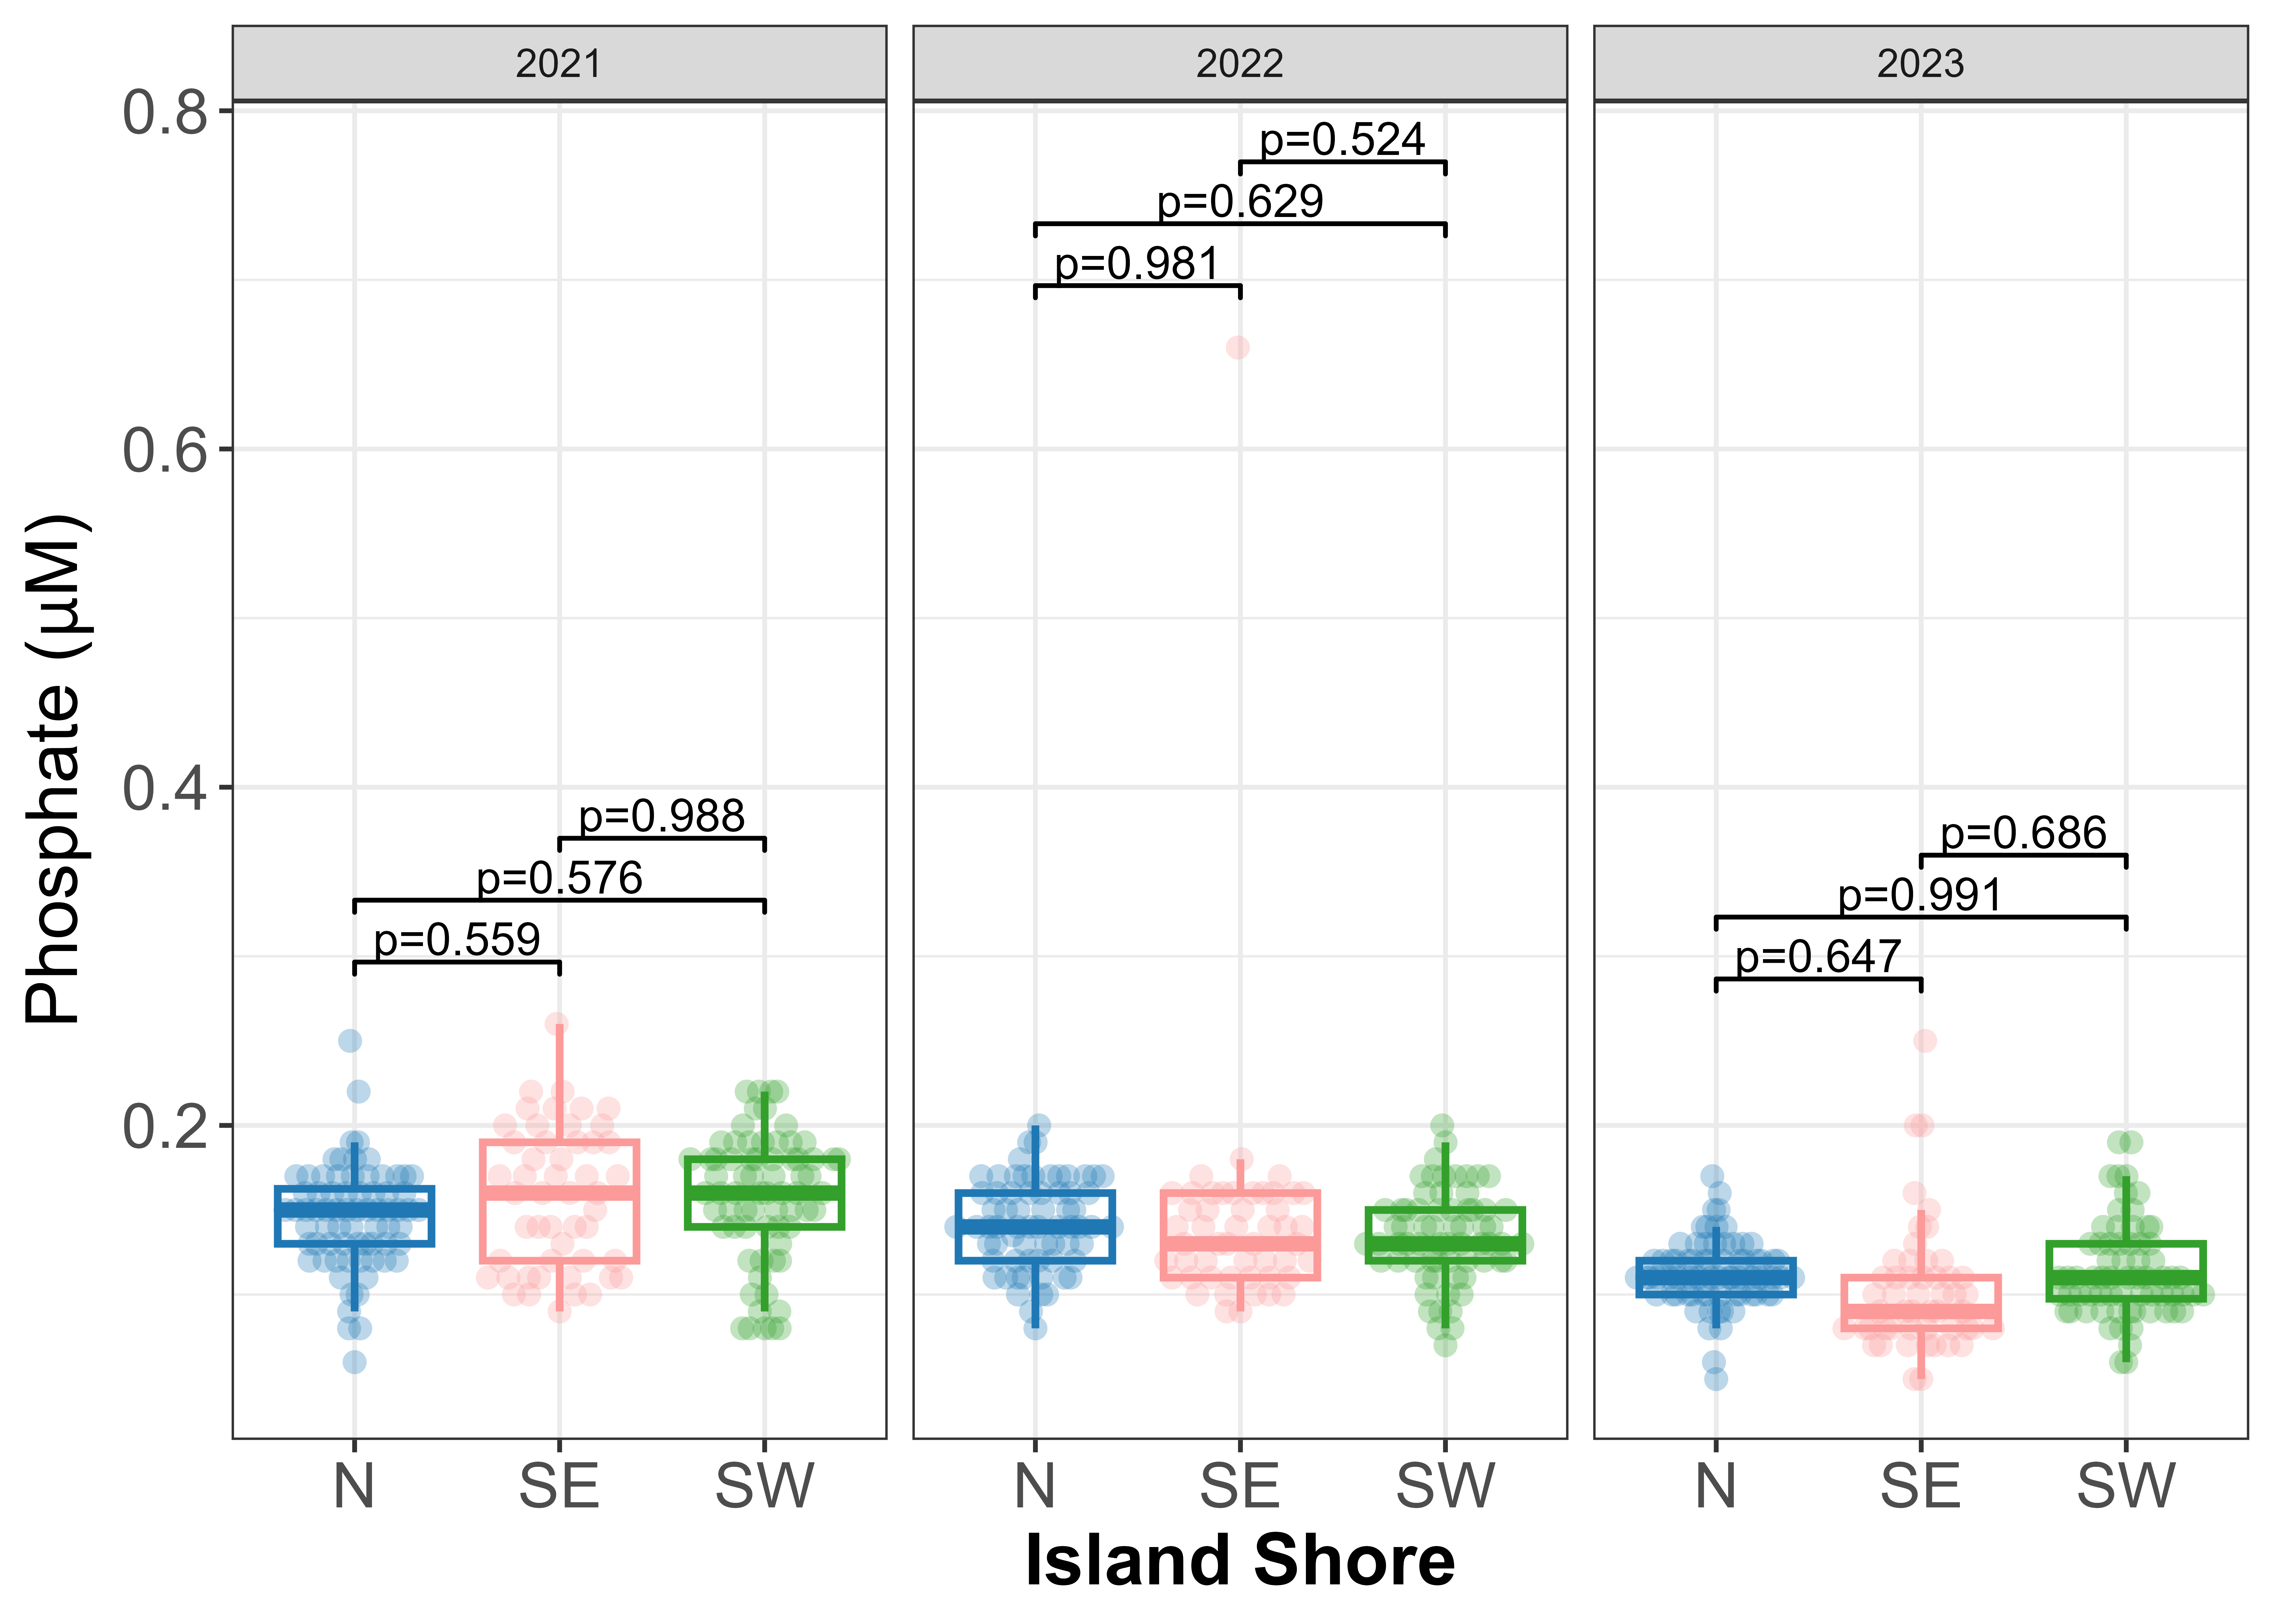 2021
2022
2023
Phosphate (µM)
0.8
0.6
0.4
0.2
p=0.988
p=0.576
p=0.559
p=0.524
p=0.629
p=0.981
p=0.686
p=0.991
p=0.647
N
SE
SW
N
SE
SW
N
SE
SW
Island Shore